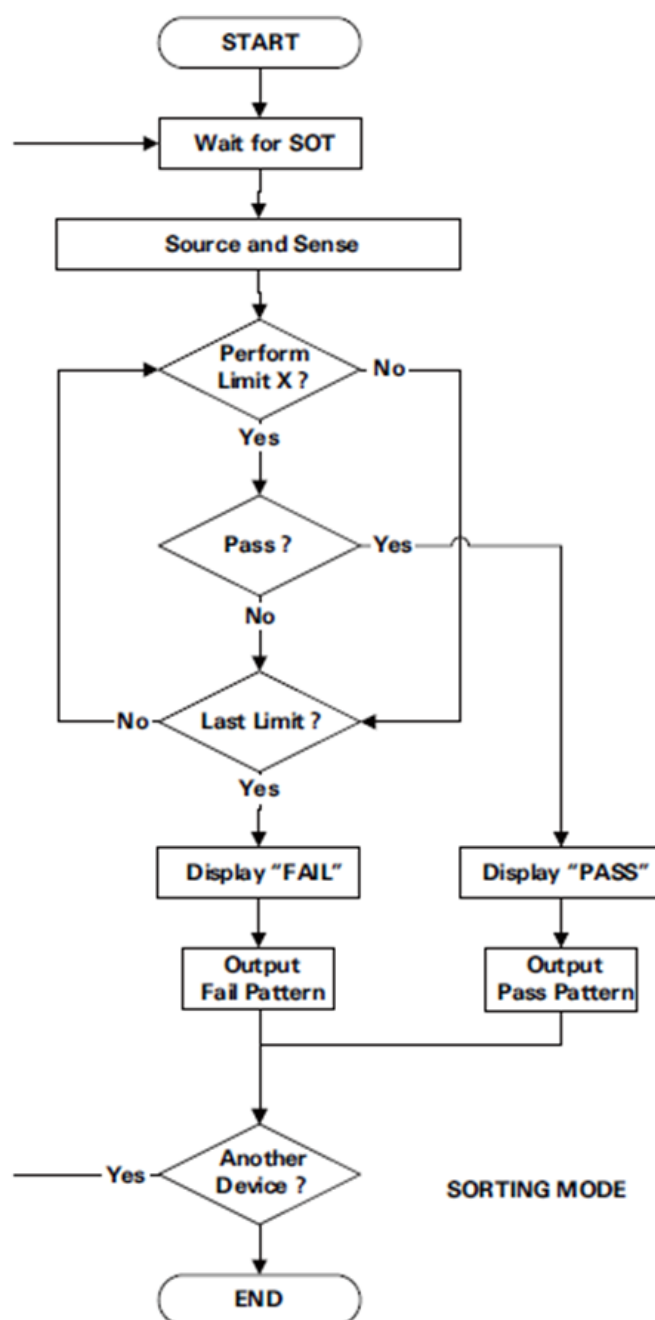 START
Wait for SOT
Source and Sense
Perform
Limit X ?
No
Yes
Pass ?
Yes
No
Last Limit ?
No
Yes
Display "FAIL"
Display "PASS"
Output
Fail Pattern
Output
Pass Pattern
Another
Device ?
Yes
SORTING MODE
END